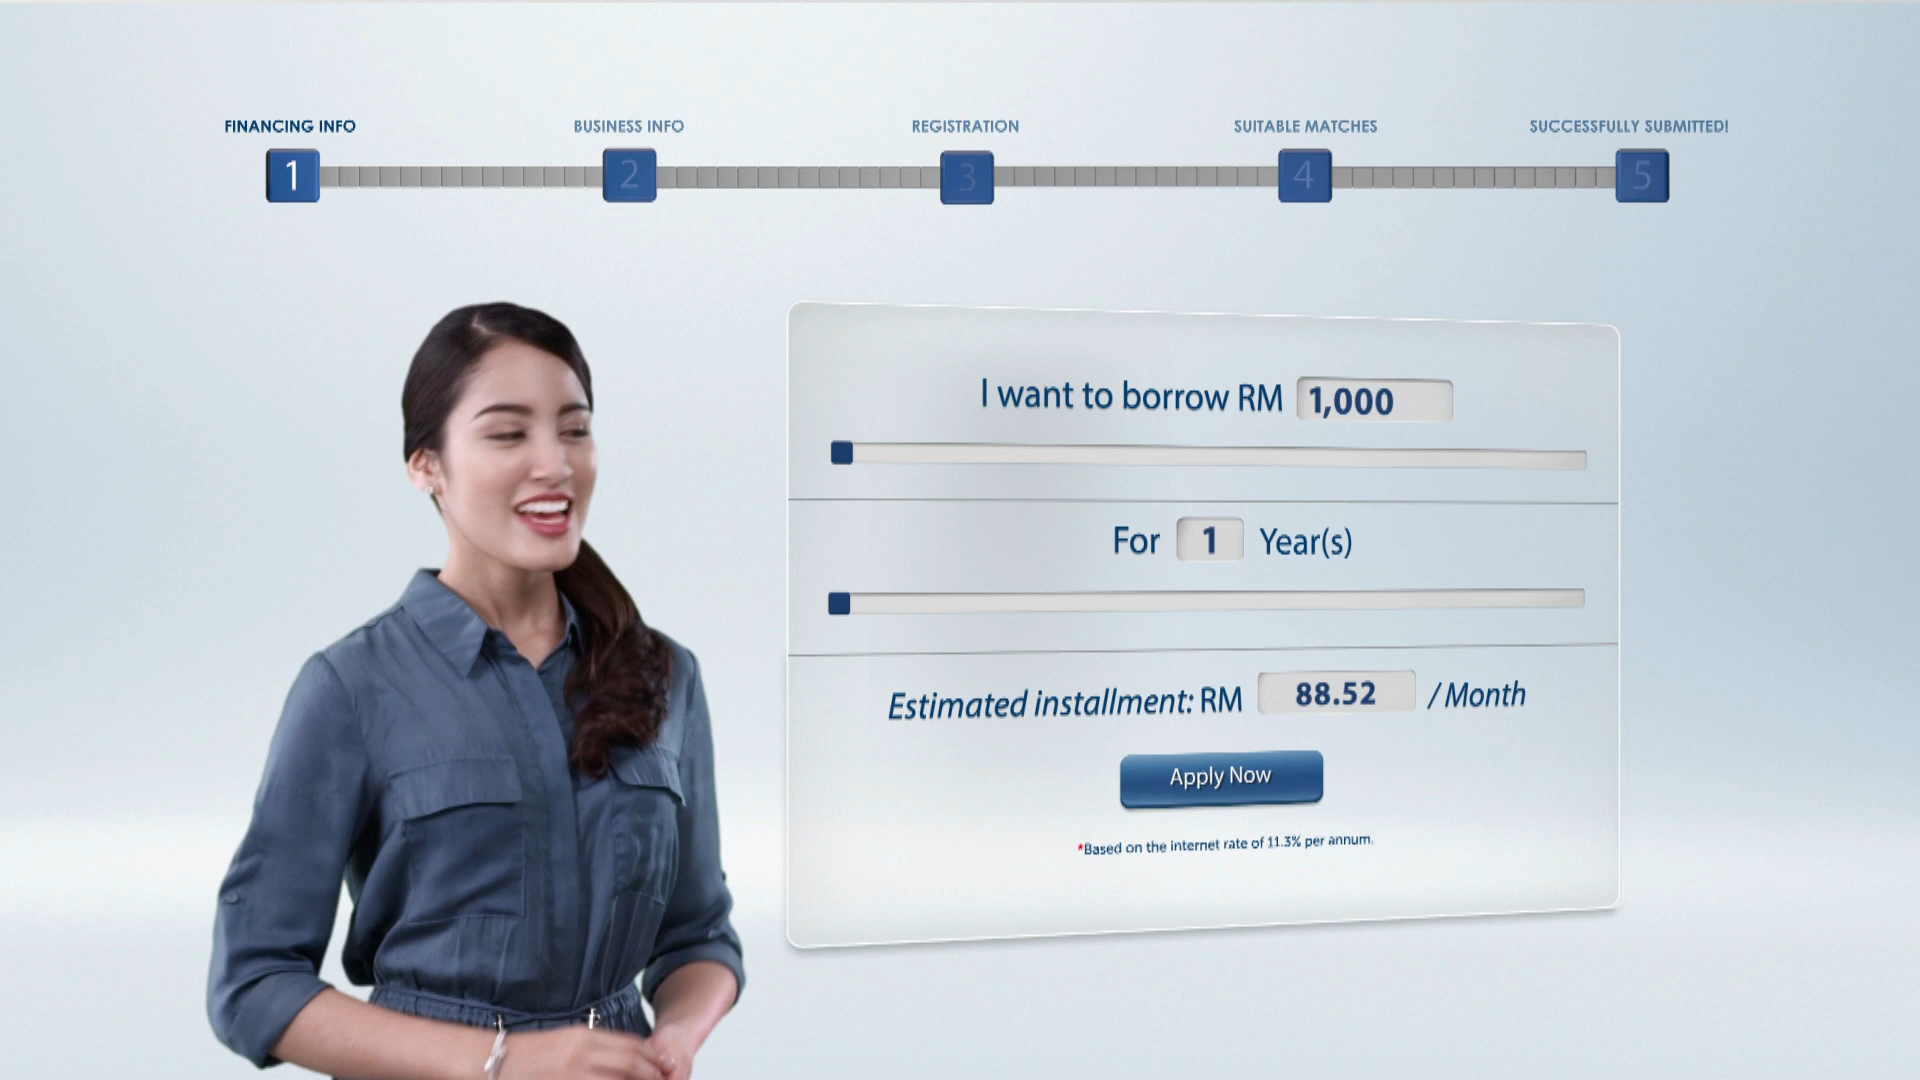 FINANCING INFO
BUSINESS INFO
REGISTRATION
SUITABLE MATCHES
SUCCESSFULLY SUBMITTED!
1
2
3
4
5
I want to borrow RM 1,000
For 1 Year(s)
Estimated installment: RM 88.52 / Month
Apply Now
*Based on the internet rate of 11.3% per annum.